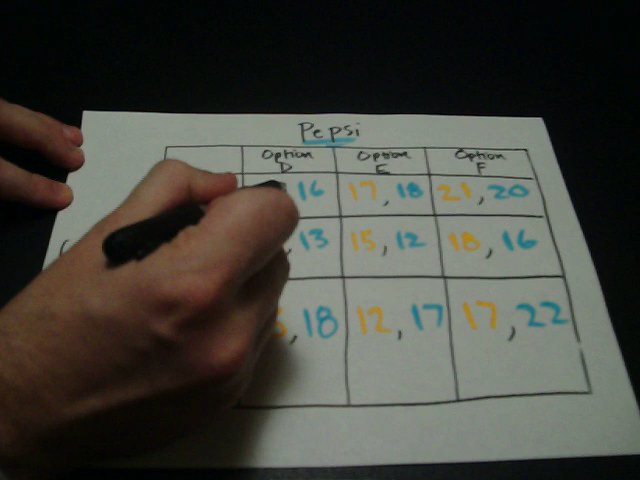 Pepsi
Option D Option E Option F
16 17, 18 21, 20
, 13 15, 12 18, 16
, 18 12, 17 17, 22